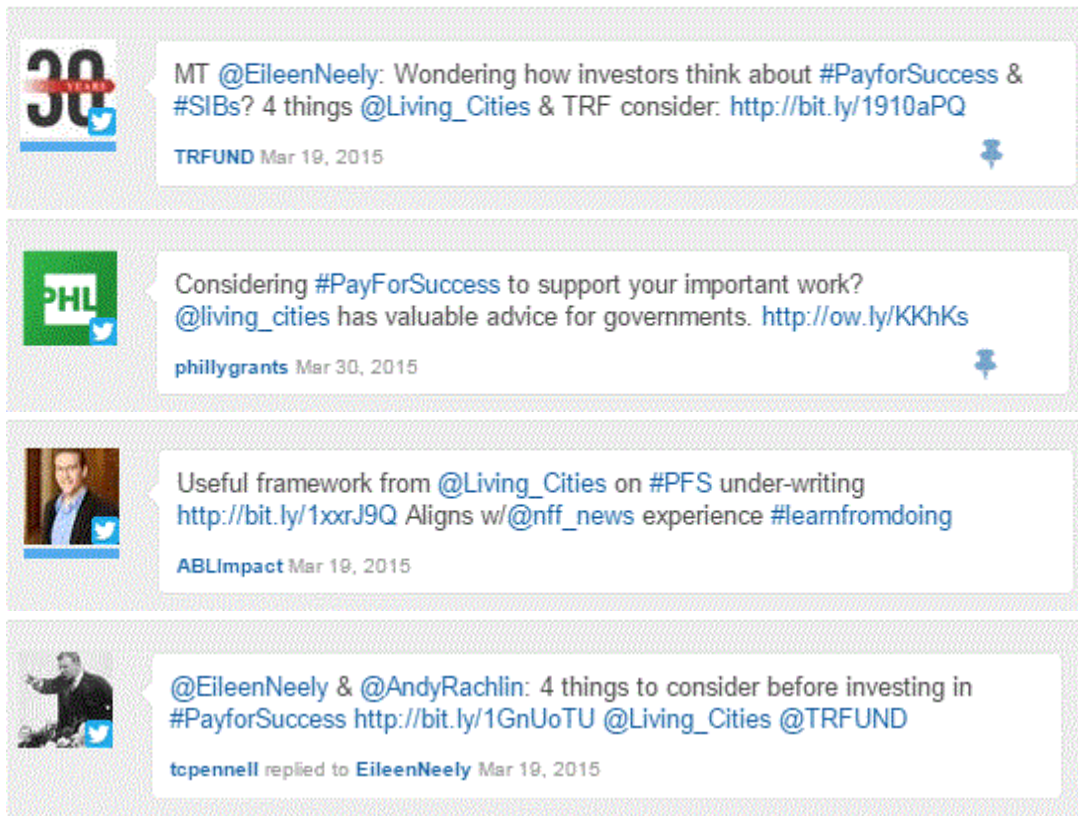 30
YEARS
MT @EileenNeely: Wondering how investors think about #PayforSuccess &
#SIBs? 4 things @Living_Cities & TRF consider: http://bit.ly/1910aPQ
TRFUND Mar 19, 2015
PHL
Considering #PayForSuccess to support your important work?
@living_cities has valuable advice for governments. http://ow.ly/KKhKs
phillygrants Mar 30, 2015
Useful framework from @Living_Cities on #PFS under-writing
http://bit.ly/1xxrJ9Q Aligns w/@nff_news experience #learnfromdoing
ABLImpact Mar 19, 2015
@EileenNeely & @AndyRachlin: 4 things to consider before investing in
#PayforSuccess http://bit.ly/1GnUoTU @Living_Cities @TRFUND
tcpennell replied to EileenNeely Mar 19, 2015